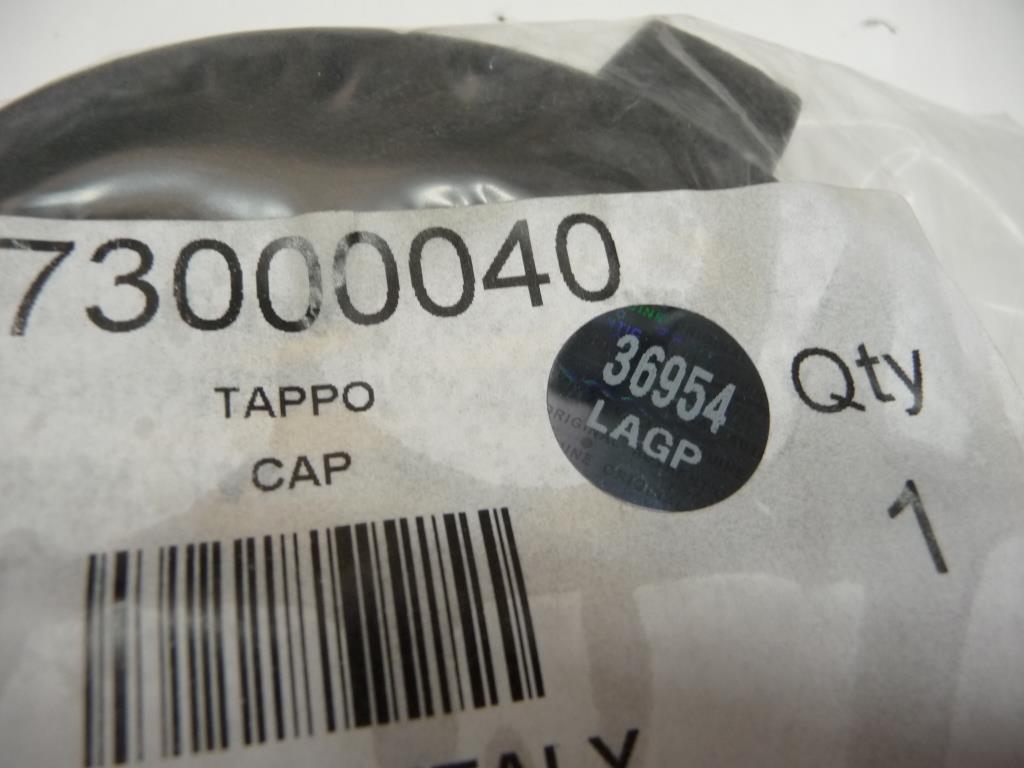 73000040
TAPPO
CAP
36954
LAGP
Qty
1